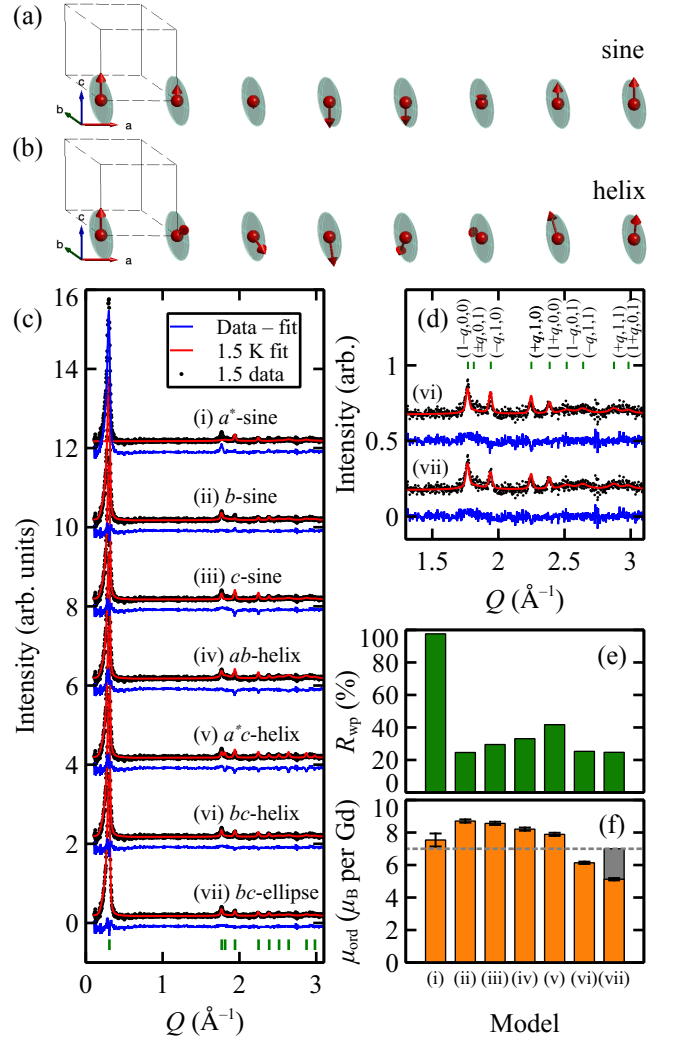 (a)
sine
c
b
a
(b)
helix
c
b
a
(c)
Intensity (arb. units)
16
14
12
10
8
6
4
2
0
Data – fit
1.5 K fit
1.5 data
(i) a*-sine
(ii) b-sine
(iii) c-sine
(iv) ab-helix
(v) a*c-helix
(vi) bc-helix
(vii) bc-ellipse
0 1 2 3
Q (Å⁻¹)
(d)
(1-q,0,0)
(±q,0,1)
(-q,1,0)
(+q,1,0)
(1+q,0,0)
(1-q,0,1)
(-q,1,1)
(+q,1,1)
(1+q,0,1)
Intensity (arb.)
1
0.5
0
(vi)
(vii)
1.5 2 2.5 3
Q (Å⁻¹)
(e)
R_wp (%)
100
80
60
40
20
0
(f)
μ_ord (μ_B per Gd)
10
8
6
4
2
0
(i) (ii) (iii) (iv) (v) (vi) (vii)
Model